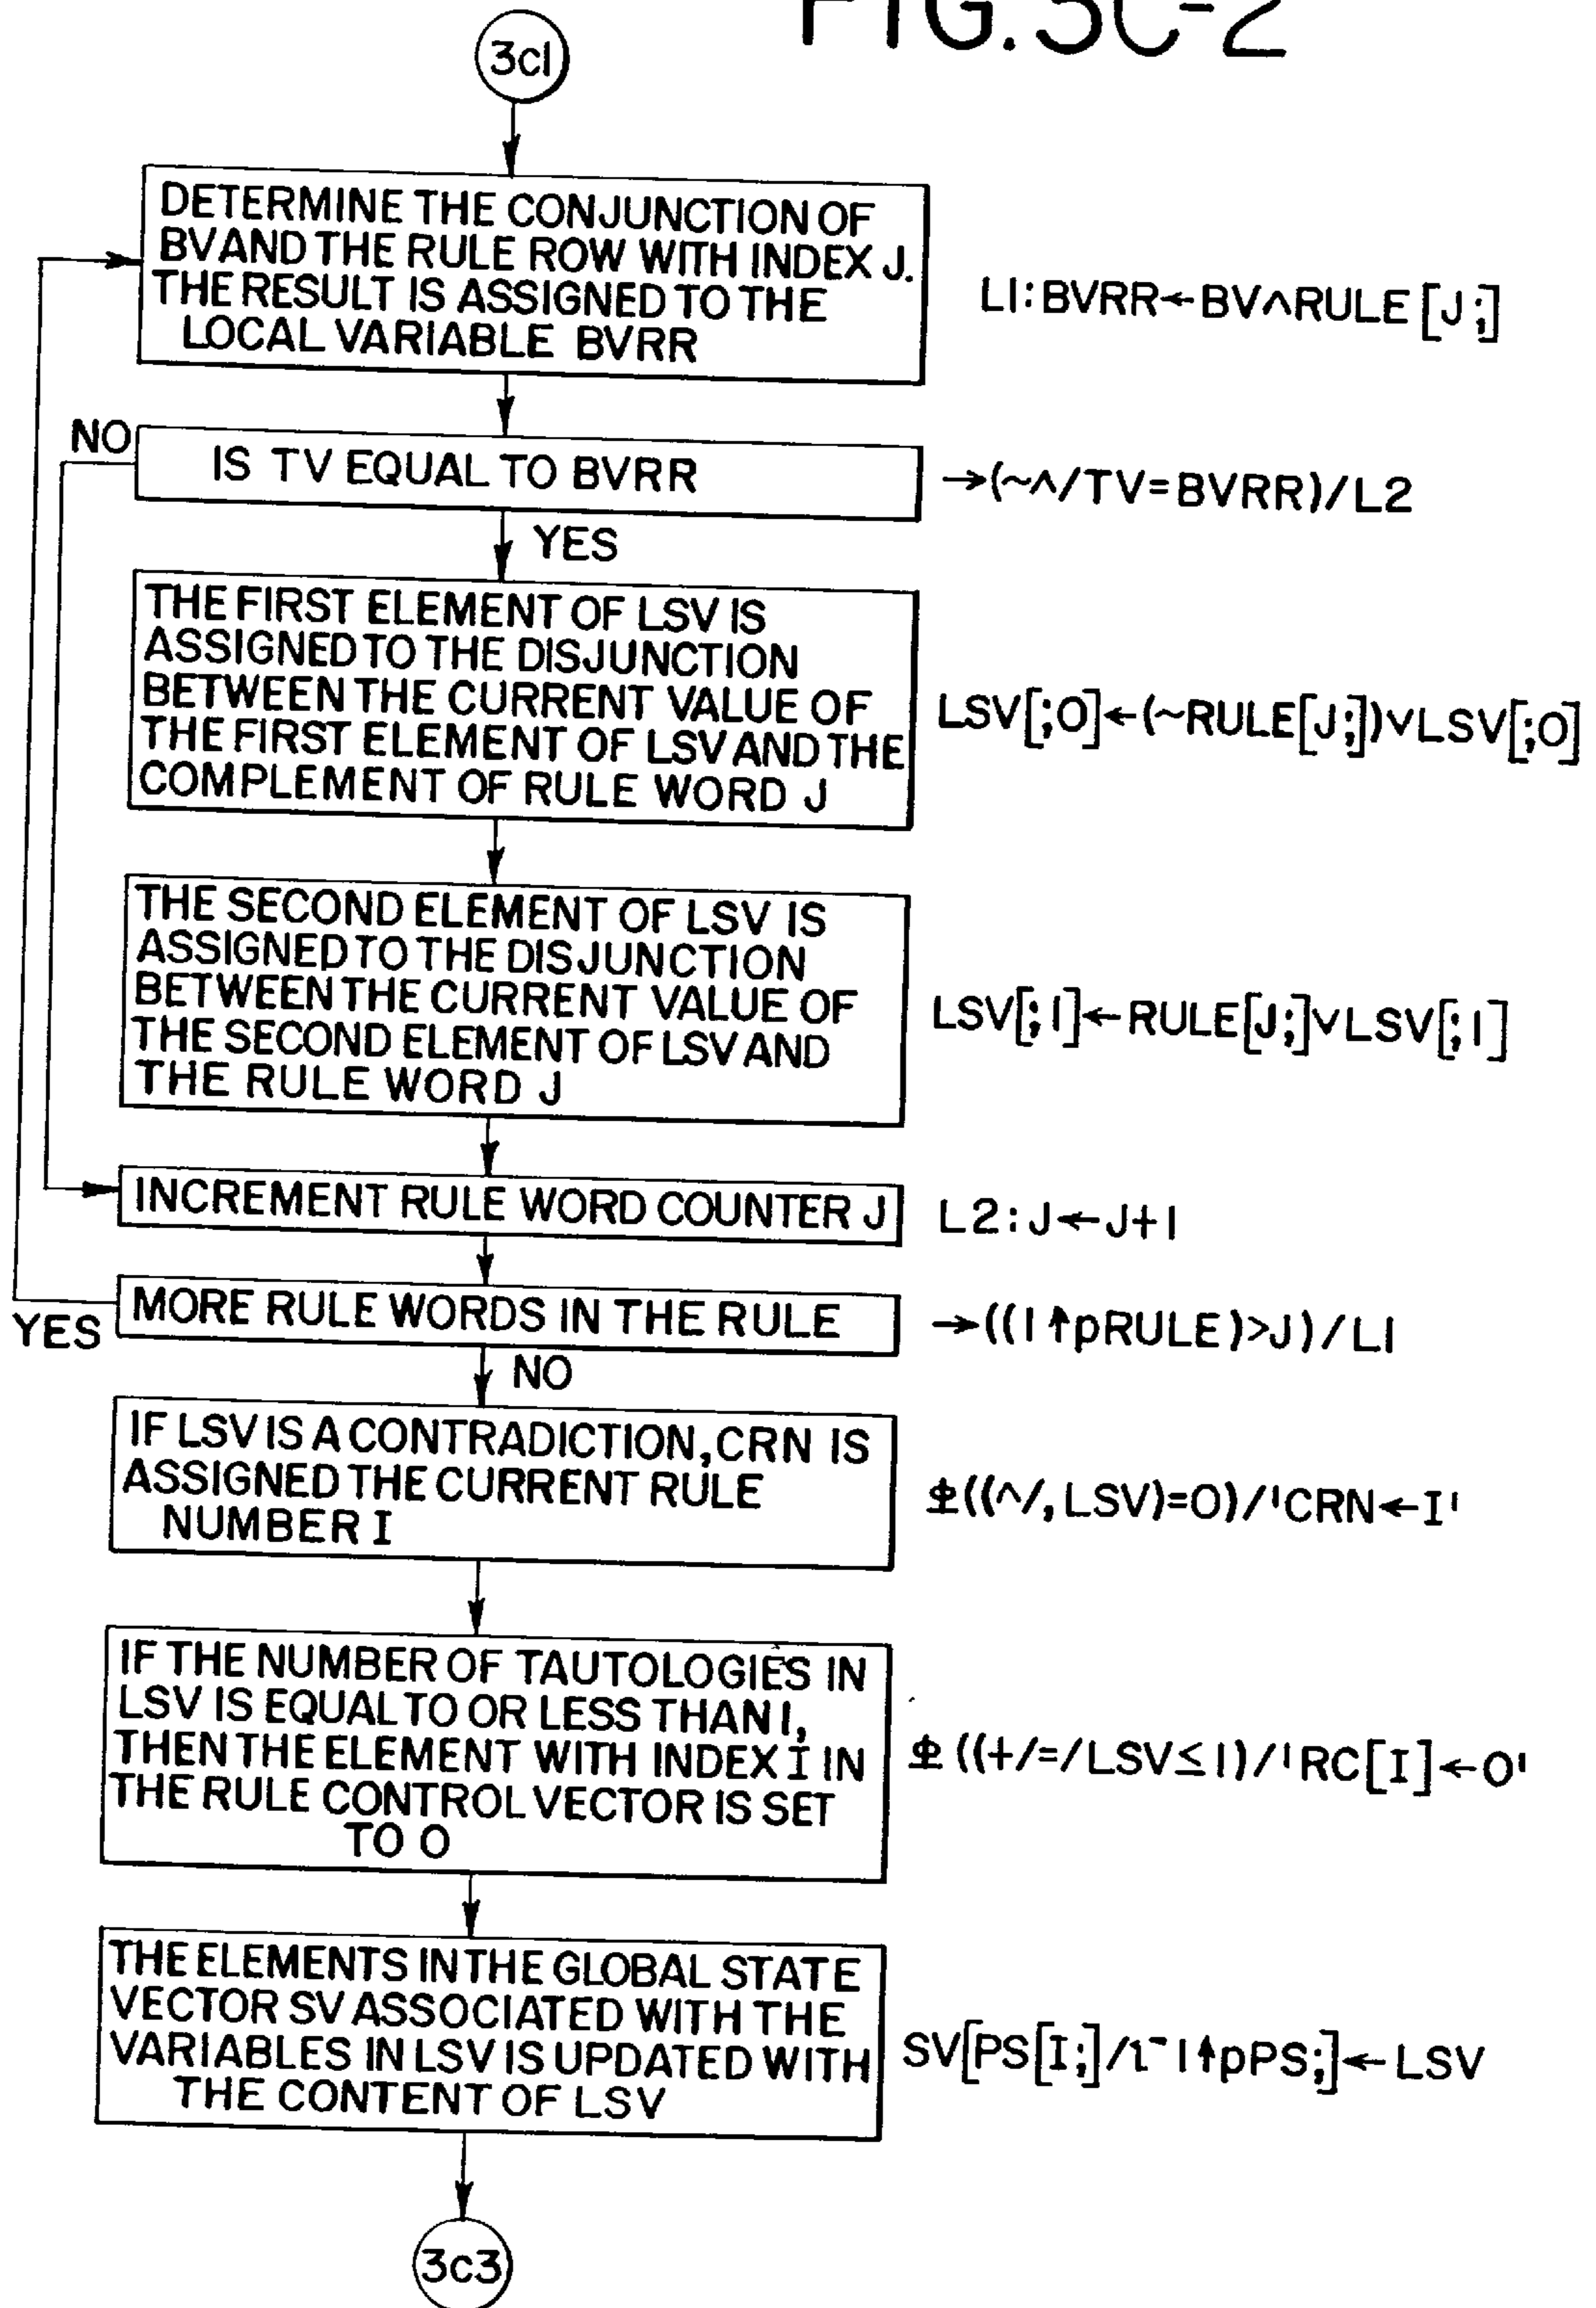 FIG. 3C-2
3c1
DETERMINE THE CONJUNCTION OF
BV AND THE RULE ROW WITH INDEX J.
THE RESULT IS ASSIGNED TO THE
LOCAL VARIABLE BVRR
L1:BVRR←BV∧RULE[J;]
NO
IS TV EQUAL TO BVRR
→(~∧/TV=BVRR)/L2
YES
THE FIRST ELEMENT OF LSV IS
ASSIGNED TO THE DISJUNCTION
BETWEEN THE CURRENT VALUE OF
THE FIRST ELEMENT OF LSV AND THE
COMPLEMENT OF RULE WORD J
LSV[;0]←(~RULE[J;])∨LSV[;0]
THE SECOND ELEMENT OF LSV IS
ASSIGNED TO THE DISJUNCTION
BETWEEN THE CURRENT VALUE OF
THE SECOND ELEMENT OF LSV AND
THE RULE WORD J
LSV[;1]←RULE[J;]∨LSV[;1]
INCREMENT RULE WORD COUNTER J
L2:J←J+1
MORE RULE WORDS IN THE RULE
→((1↑ρRULE)>J)/L1
YES
NO
IF LSV IS A CONTRADICTION, CRN IS
ASSIGNED THE CURRENT RULE
NUMBER I
⍎((∧/,LSV)=0)/'CRN←I'
IF THE NUMBER OF TAUTOLOGIES IN
LSV IS EQUAL TO OR LESS THAN 1,
THEN THE ELEMENT WITH INDEX I IN
THE RULE CONTROL VECTOR IS SET
TO 0
⍎((+/=/LSV≤1)/'RC[I]←0'
THE ELEMENTS IN THE GLOBAL STATE
VECTOR SV ASSOCIATED WITH THE
VARIABLES IN LSV IS UPDATED WITH
THE CONTENT OF LSV
SV[PS[I;]/⍳¯1↑ρPS;]←LSV
3c3